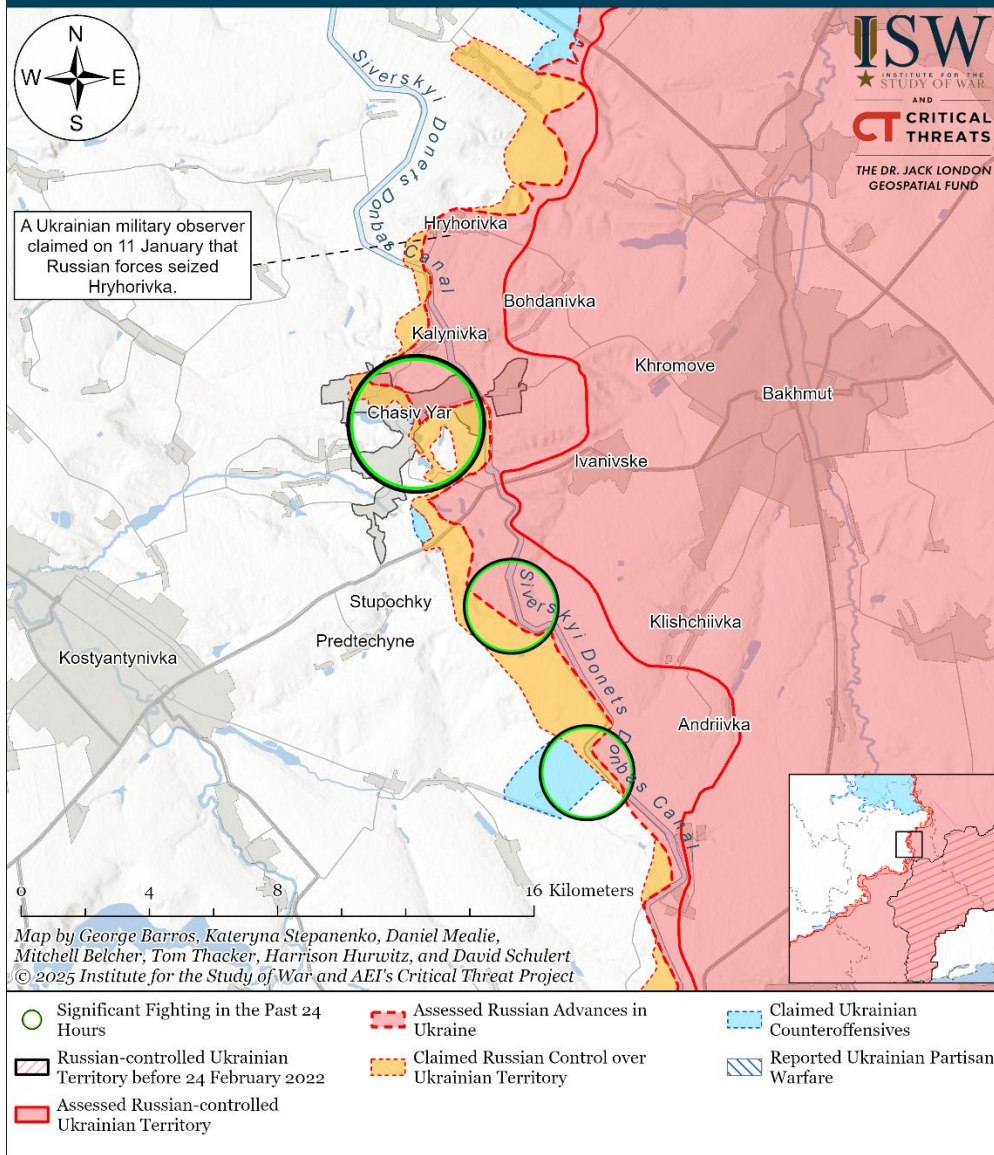 N
W E
S
ISW
INSTITUTE FOR THE
STUDY OF WAR
AND
CT CRITICAL
THREATS
THE DR. JACK LONDON
GEOSPATIAL FUND
Siverskyi Donets Donbas Canal
A Ukrainian military observer
claimed on 11 January that
Russian forces seized
Hryhorivka.
Hryhorivka
Bohdanivka
Kalynivka
Khromove
Bakhmut
Chasiv Yar
Ivanivske
Siverskyi Donets Donbas Canal
Stupochky
Klishchiivka
Predtechyne
Kostyantynivka
Andriivka
0 4 8 16 Kilometers
Map by George Barros, Kateryna Stepanenko, Daniel Mealie,
Mitchell Belcher, Tom Thacker, Harrison Hurwitz, and David Schulert
© 2025 Institute for the Study of War and AEI's Critical Threat Project
Significant Fighting in the Past 24
Hours
Russian-controlled Ukrainian
Territory before 24 February 2022
Assessed Russian-controlled
Ukrainian Territory
Assessed Russian Advances in
Ukraine
Claimed Russian Control over
Ukrainian Territory
Claimed Ukrainian
Counteroffensives
Reported Ukrainian Partisan
Warfare